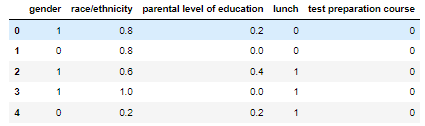 gender race/ethnicity parental level of education lunch test preparation course
0 1 0.8 0.2 0 0
1 0 0.8 0.0 0 0
2 1 0.6 0.4 1 0
3 1 1.0 0.0 1 0
4 0 0.2 0.2 1 0